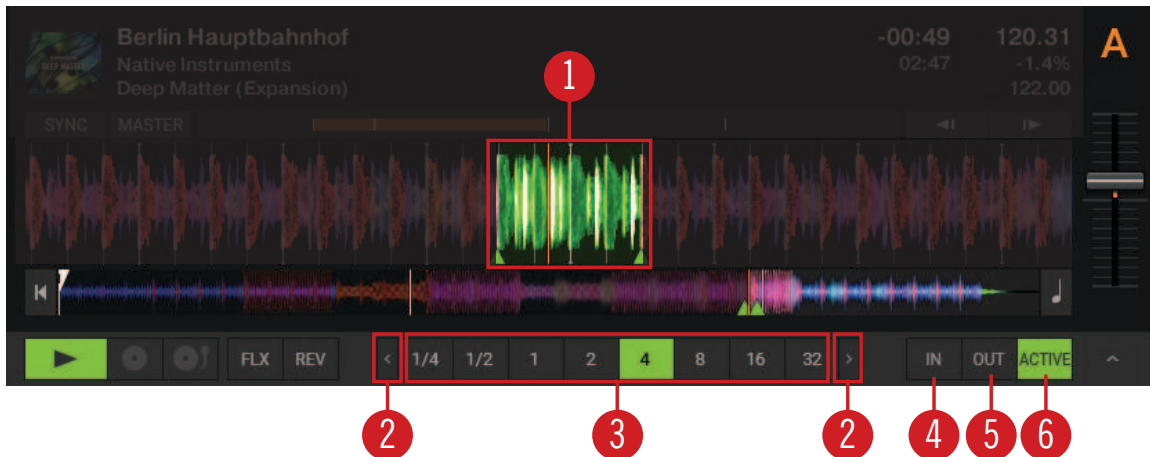 Berlin Hauptbahnhof
Native Instruments
Deep Matter (Expansion)
DEEP MATTER
-00:49 120.31
02:47 -1.4%
122.00
A
1
SYNC MASTER
FLX REV < 1/4 1/2 1 2 4 8 16 32 > IN OUT ACTIVE
2 3 2 4 5 6